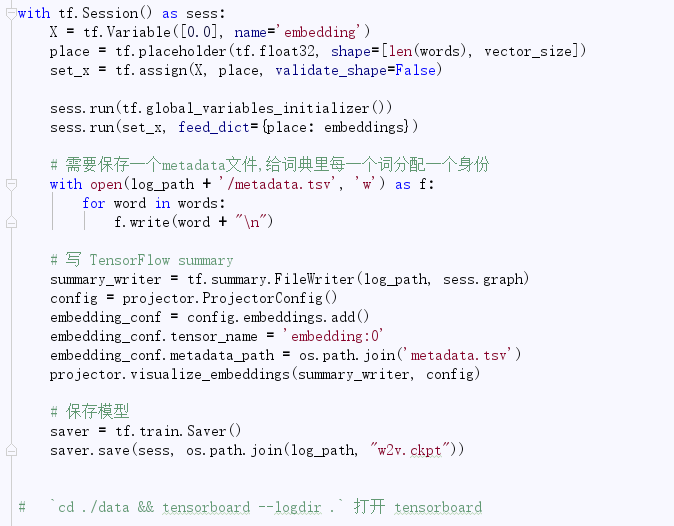 with tf.Session() as sess:
    X = tf.Variable([0.0], name='embedding')
    place = tf.placeholder(tf.float32, shape=[len(words), vector_size])
    set_x = tf.assign(X, place, validate_shape=False)

    sess.run(tf.global_variables_initializer())
    sess.run(set_x, feed_dict={place: embeddings})

    # 需要保存一个metadata文件,给词典里每一个词分配一个身份
    with open(log_path + '/metadata.tsv', 'w') as f:
        for word in words:
            f.write(word + "\n")

    # 写 TensorFlow summary
    summary_writer = tf.summary.FileWriter(log_path, sess.graph)
    config = projector.ProjectorConfig()
    embedding_conf = config.embeddings.add()
    embedding_conf.tensor_name = 'embedding:0'
    embedding_conf.metadata_path = os.path.join('metadata.tsv')
    projector.visualize_embeddings(summary_writer, config)

    # 保存模型
    saver = tf.train.Saver()
    saver.save(sess, os.path.join(log_path, "w2v.ckpt"))


#   `cd ./data && tensorboard --logdir .` 打开 tensorboard